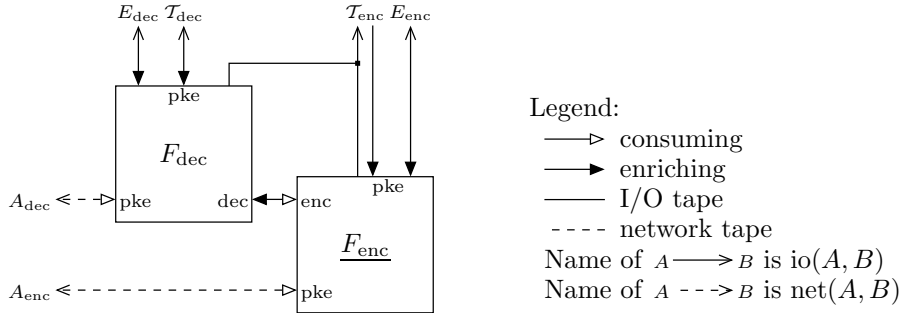 E_dec T_dec T_enc E_enc
pke
F_dec
Legend:
consuming
pke
enriching
A_dec pke dec enc
I/O tape
F_enc
network tape
Name of A B is io(A, B)
A_enc pke
Name of A B is net(A, B)